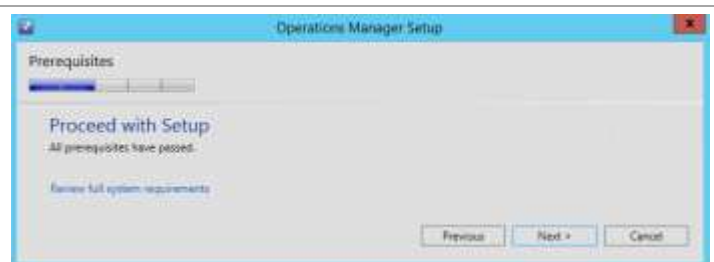 Operations Manager Setup
Prerequisites
Proceed with Setup
All prerequisites have passed.
Review full system requirements
Previous
Next >
Cancel